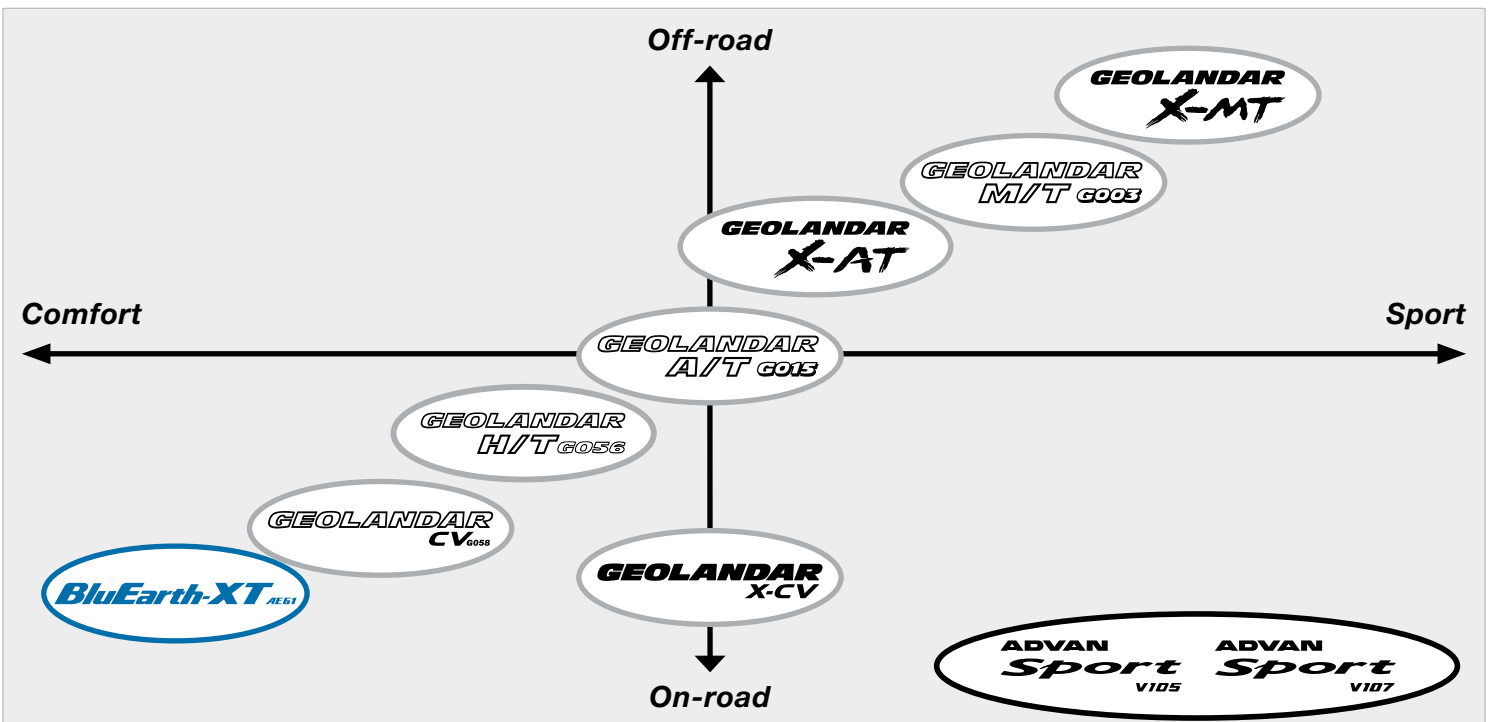 Off-road
GEOLANDAR
X-MT
GEOLANDAR
M/T G003
GEOLANDAR
X-AT
Comfort
Sport
GEOLANDAR
A/T G015
GEOLANDAR
H/T G056
GEOLANDAR
CV G058
BluEarth-XT AE61
GEOLANDAR
X-CV
ADVAN
Sport
V105
ADVAN
Sport
V107
On-road